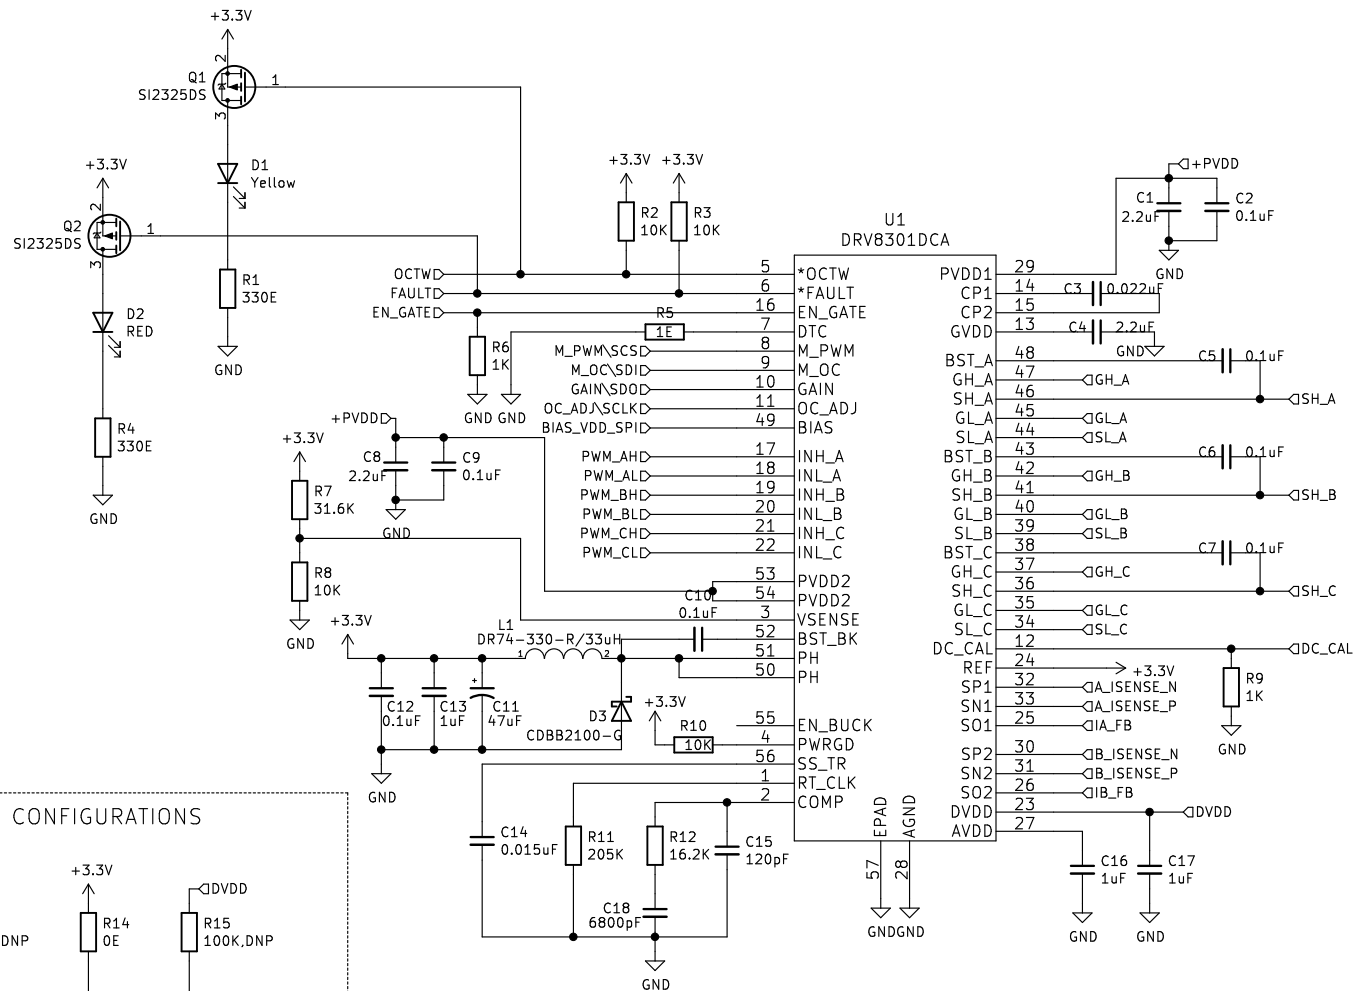 +3.3V
2
Q1
SI2325DS
1
3
D1
Yellow
R1
330E
GND
+3.3V
2
Q2
SI2325DS
1
3
D2
RED
R4
330E
GND
+3.3V
+3.3V
R2
10K
R3
10K
OCTW
FAULT
EN_GATE
R6
1K
GND
GND
R5
1E
M_PWM\SCS
M_OC\SDI
GAIN\SDO
OC_ADJ\SCLK
BIAS_VDD_SPI
PWM_AH
PWM_AL
PWM_BH
PWM_BL
PWM_CH
PWM_CL
+PVDD
C8
2.2uF
C9
0.1uF
GND
+3.3V
R7
31.6K
R8
10K
GND
+3.3V
L1
DR74-330-R/33uH
1
2
C10
0.1uF
C12
0.1uF
C13
1uF
+
C11
47uF
D3
CDBB2100-G
GND
+3.3V
R10
10K
C14
0.015uF
R11
205K
R12
16.2K
C15
120pF
C18
6800pF
GND
U1
DRV8301DCA
5 *OCTW
6 *FAULT
16 EN_GATE
7 DTC
8 M_PWM
9 M_OC
10 GAIN
11 OC_ADJ
49 BIAS
17 INH_A
18 INL_A
19 INH_B
20 INL_B
21 INH_C
22 INL_C
53 PVDD2
54 PVDD2
3 VSENSE
52 BST_BK
51 PH
50 PH
55 EN_BUCK
4 PWRGD
56 SS_TR
1 RT_CLK
2 COMP
EPAD
57
AGND
28
GND
GND
PVDD1 29
CP1 14
CP2 15
GVDD 13
BST_A 48
GH_A 47
SH_A 46
GL_A 45
SL_A 44
BST_B 43
GH_B 42
SH_B 41
GL_B 40
SL_B 39
BST_C 38
GH_C 37
SH_C 36
GL_C 35
SL_C 34
DC_CAL 12
REF 24
SP1 32
SN1 33
SO1 25
SP2 30
SN2 31
SO2 26
DVDD 23
AVDD 27
+PVDD
C1
2.2uF
C2
0.1uF
GND
C3 0.022uF
C4 2.2uF
GND
C5 0.1uF
GH_A
SH_A
GL_A
SL_A
C6 0.1uF
GH_B
SH_B
GL_B
SL_B
C7 0.1uF
GH_C
SH_C
GL_C
SL_C
DC_CAL
+3.3V
R9
1K
GND
A_ISENSE_N
A_ISENSE_P
IA_FB
B_ISENSE_N
B_ISENSE_P
IB_FB
DVDD
C16
1uF
C17
1uF
GND
GND
CONFIGURATIONS
+3.3V
R14
0E
DVDD
R15
100K,DNP
DNP